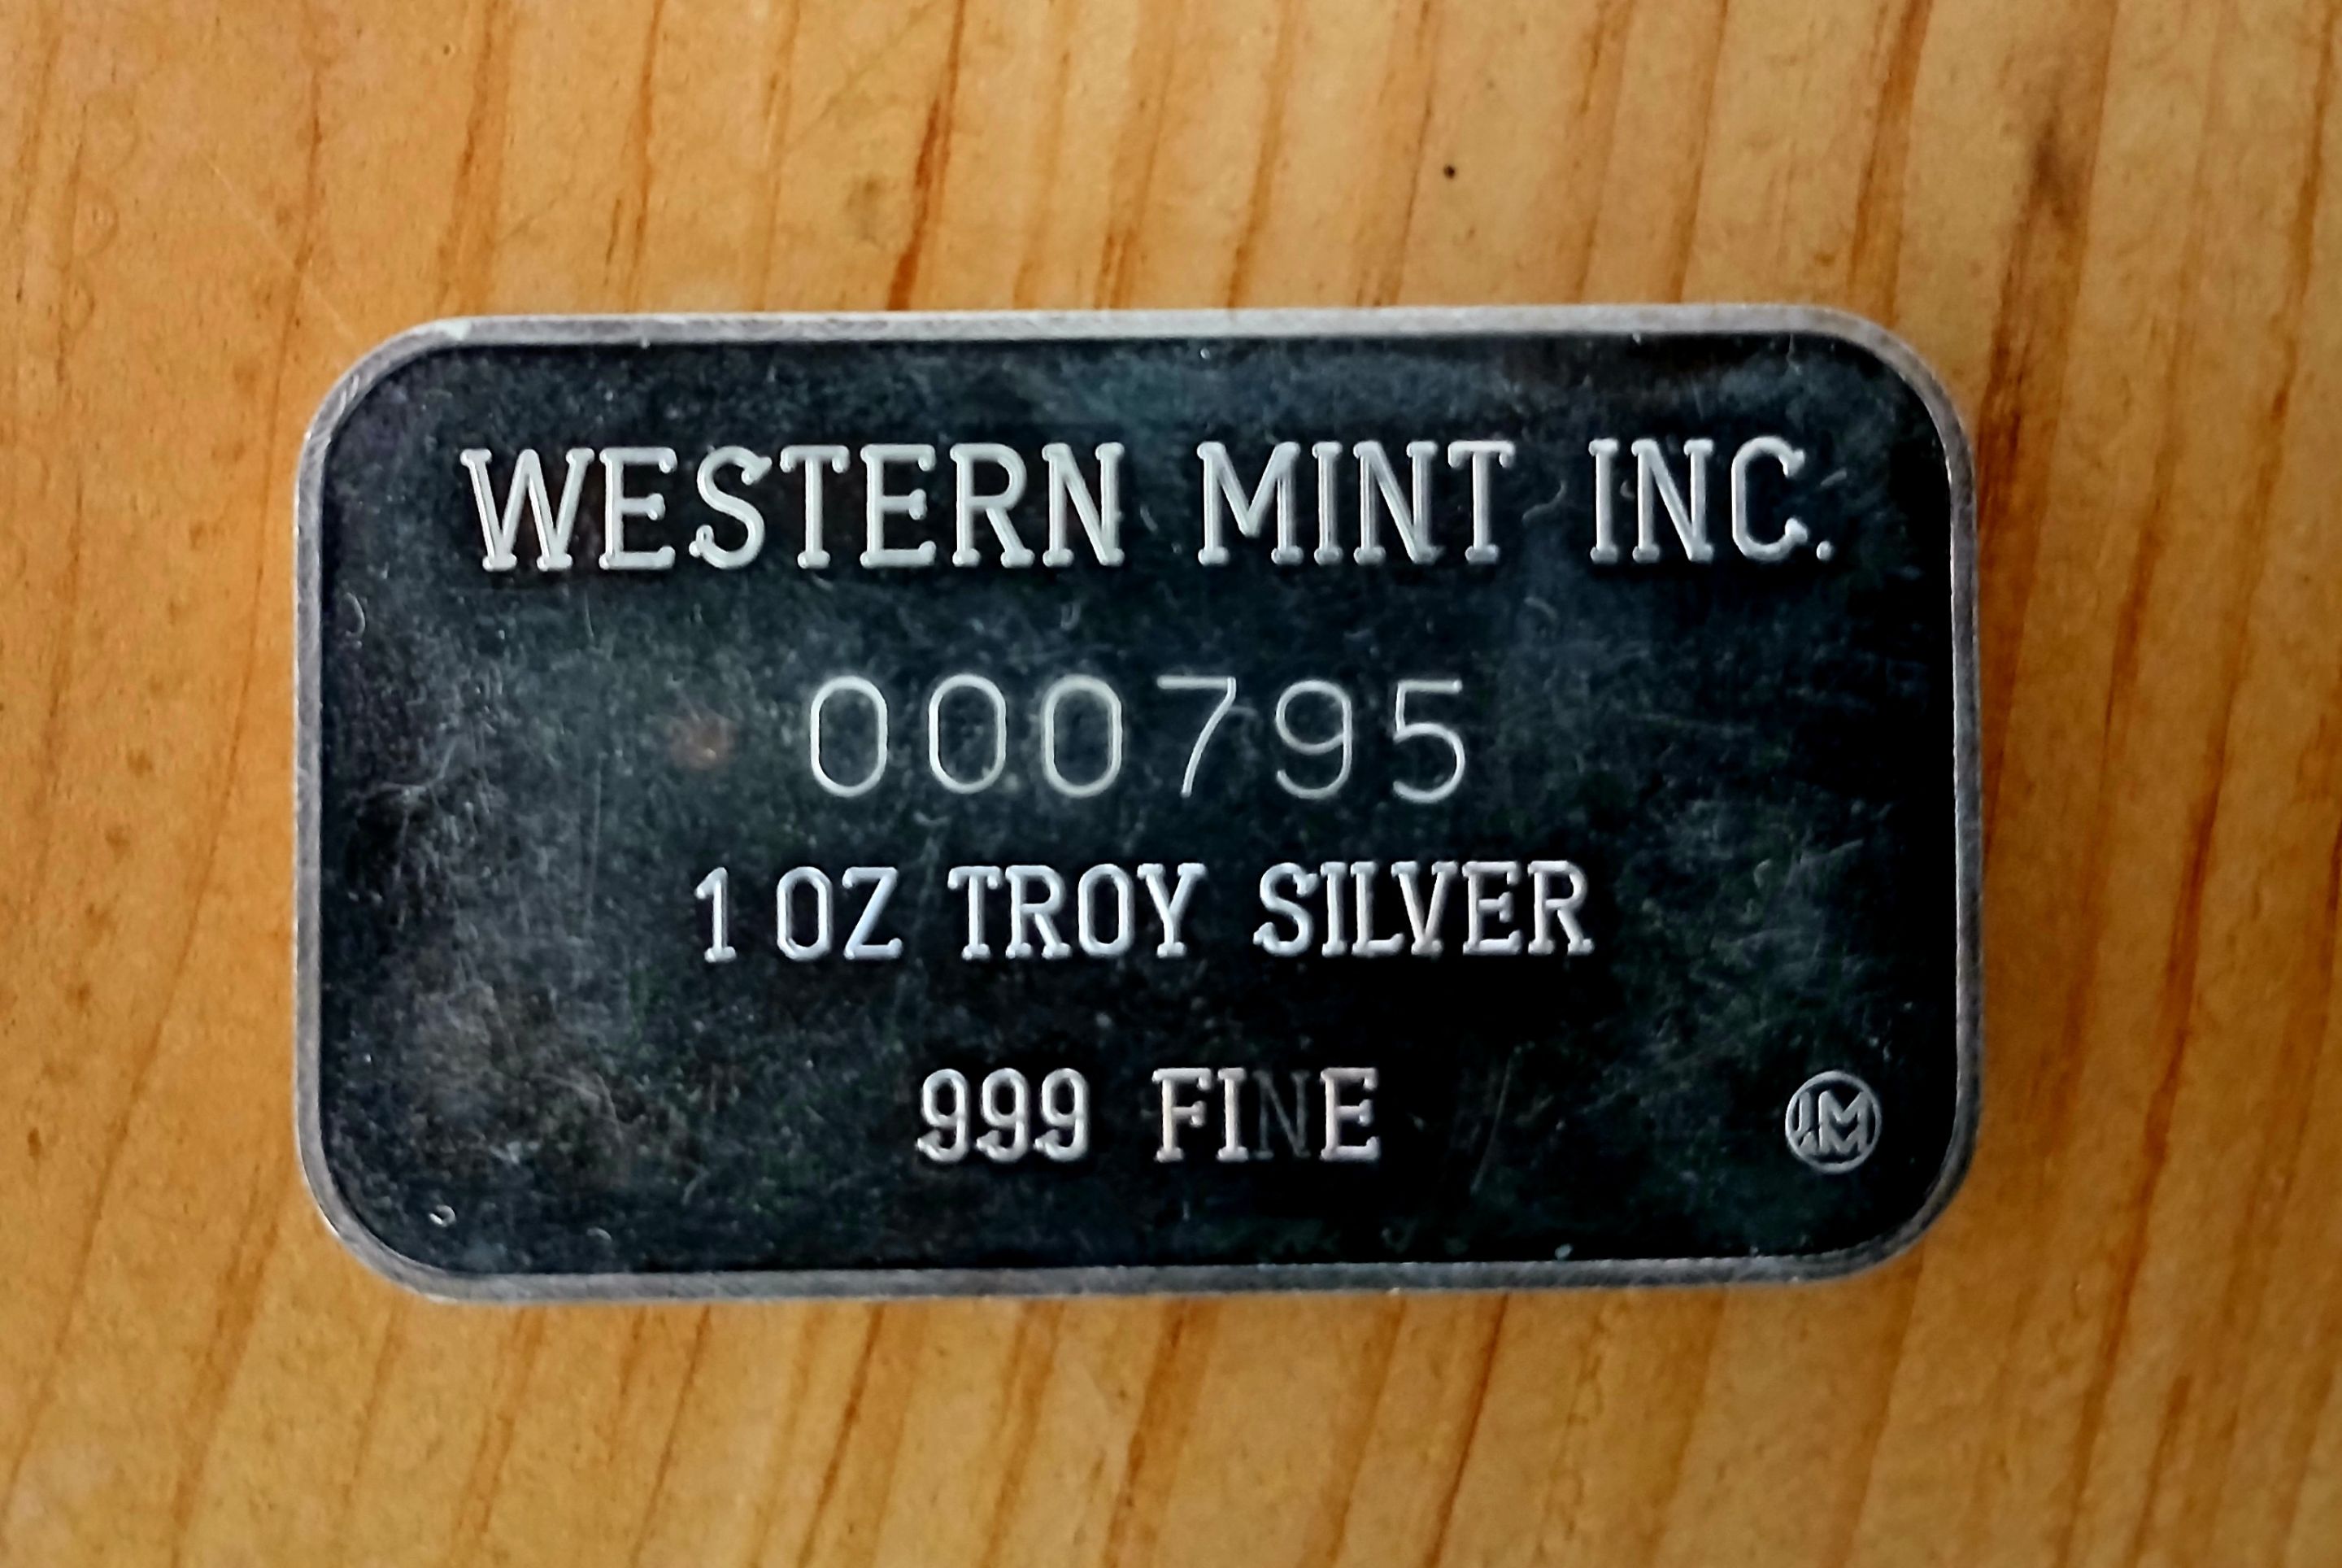 WESTERN MINT INC.
000795
1 OZ TROY SILVER
999 FINE